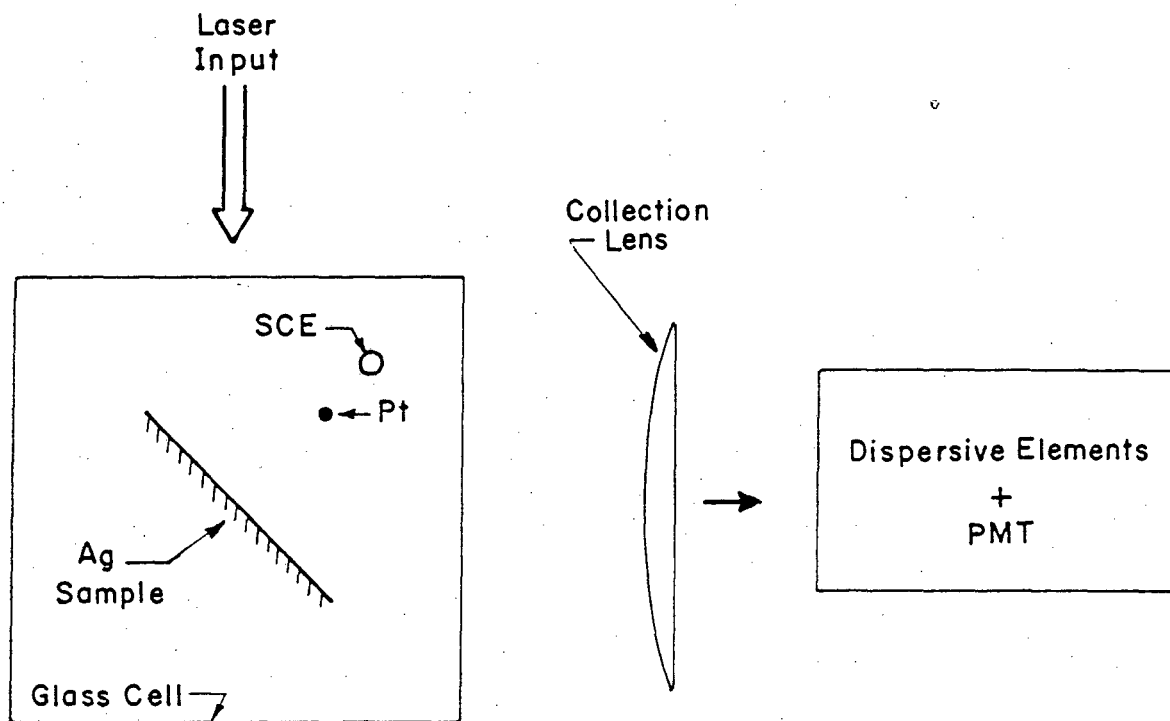 Laser
Input
Collection
Lens
SCE
Pt
Dispersive Elements
+
PMT
Ag
Sample
Glass Cell